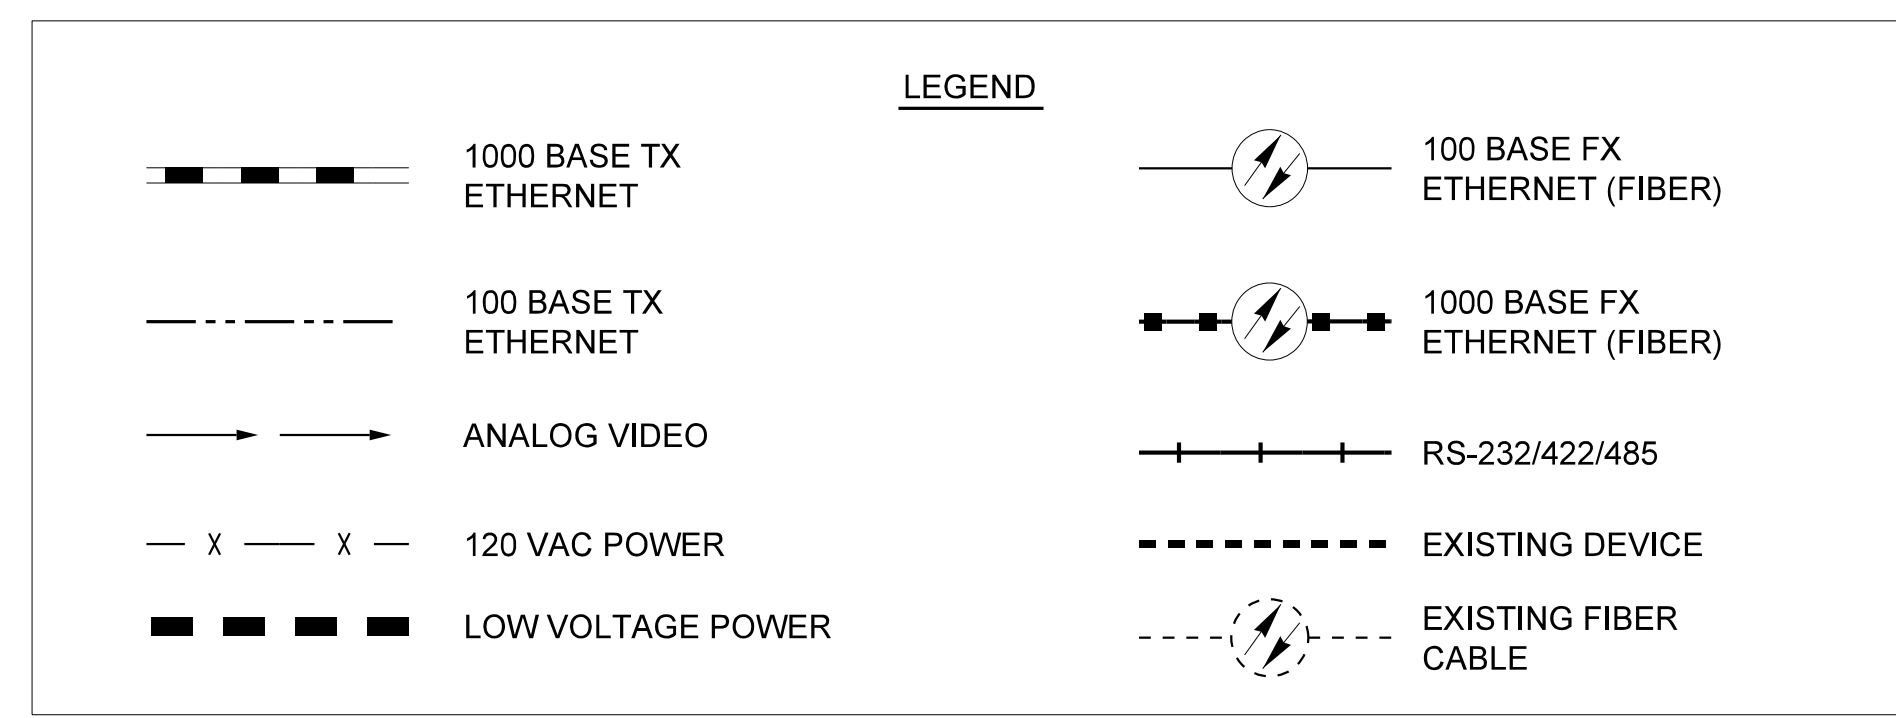 LEGEND
1000 BASE TX
ETHERNET
100 BASE TX
ETHERNET
ANALOG VIDEO
X X
120 VAC POWER
LOW VOLTAGE POWER
100 BASE FX
ETHERNET (FIBER)
1000 BASE FX
ETHERNET (FIBER)
RS-232/422/485
EXISTING DEVICE
EXISTING FIBER
CABLE